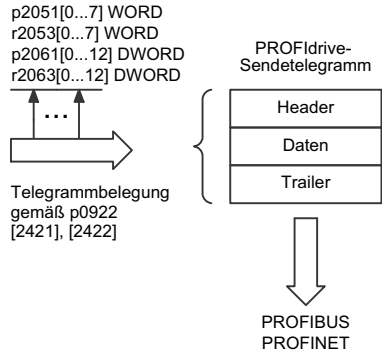 p2051[0...7] WORD
r2053[0...7] WORD
p2061[0...12] DWORD
r2063[0...12] DWORD
...
Telegrammbelegung
gemäß p0922
[2421], [2422]
PROFIdrive-
Sendetelegramm
Header
Daten
Trailer
PROFIBUS
PROFINET